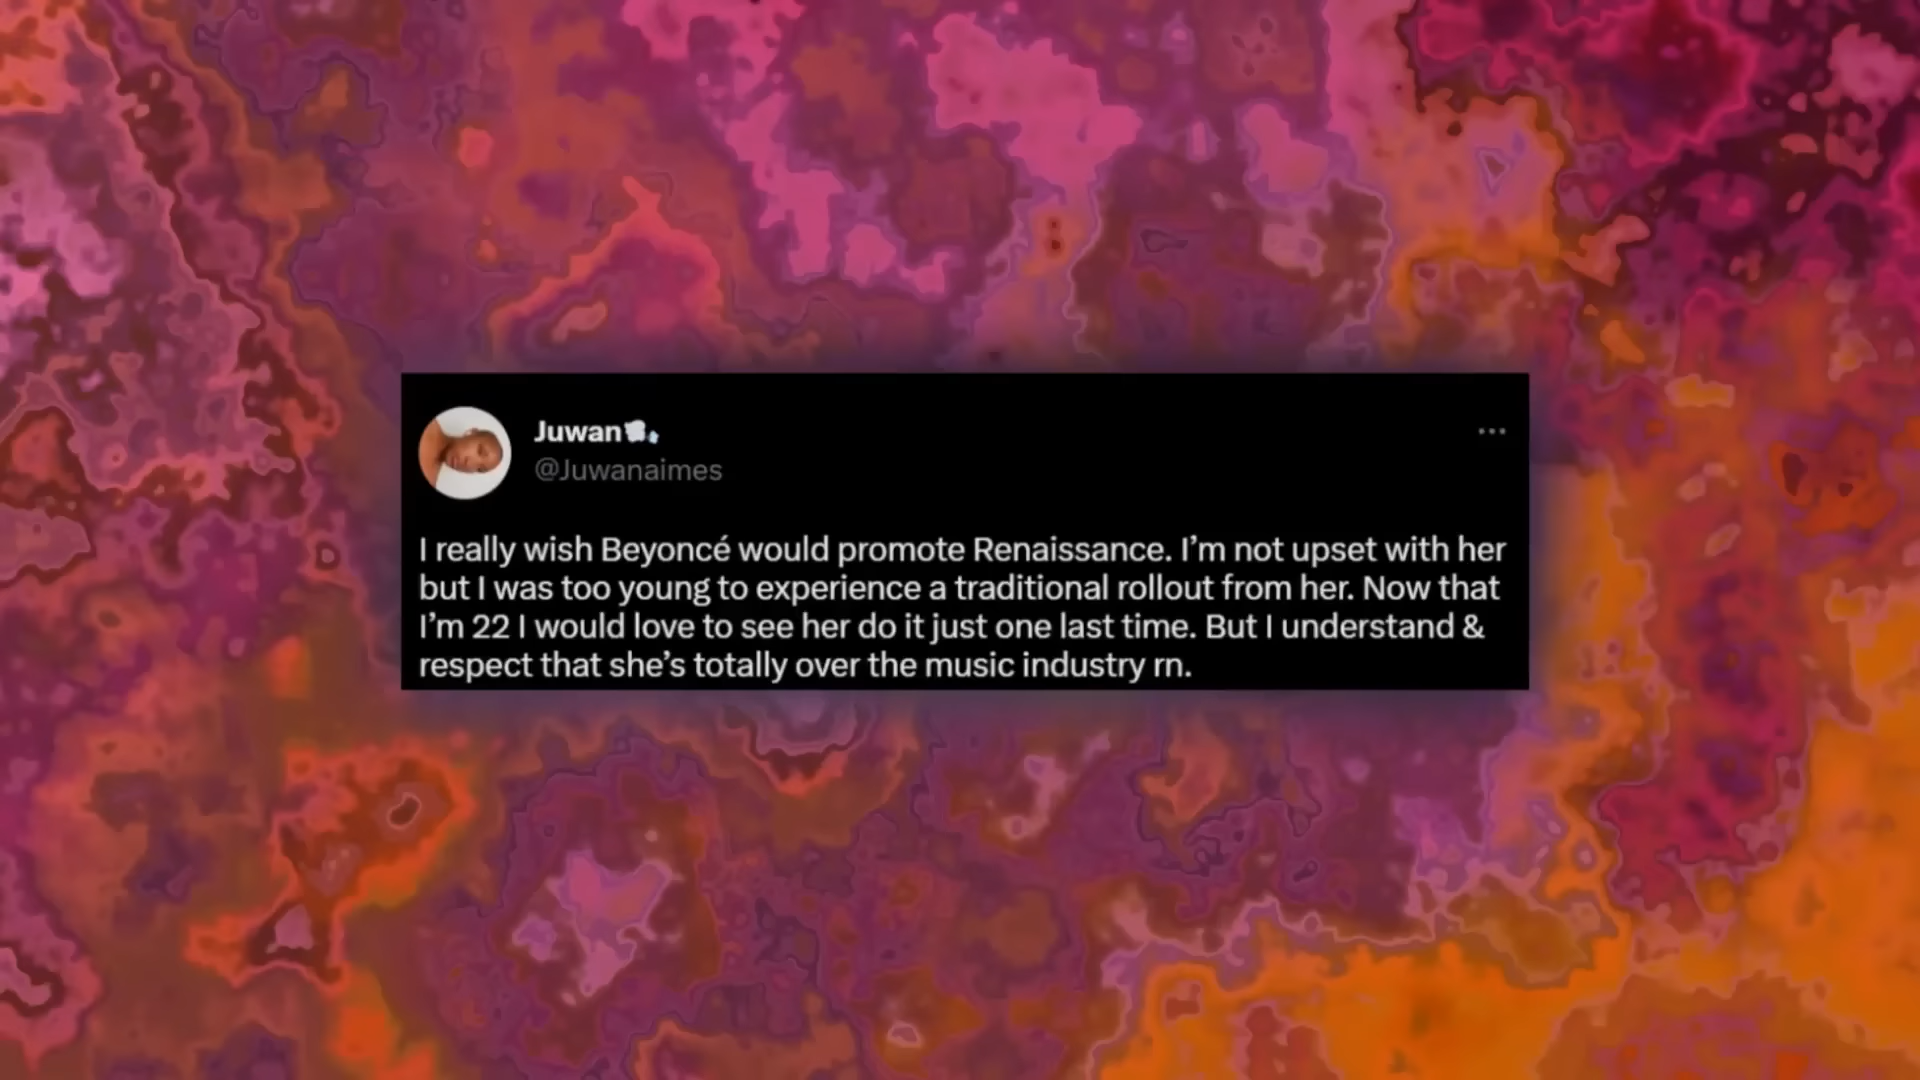 Juwan
@Juwanaimes
I really wish Beyoncé would promote Renaissance. I’m not upset with her
but I was too young to experience a traditional rollout from her. Now that
I’m 22 I would love to see her do it just one last time. But I understand &
respect that she’s totally over the music industry rn.